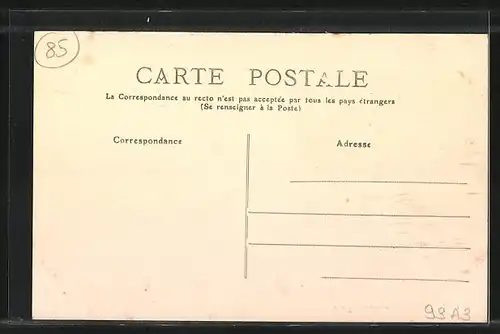 85
CARTE POSTALE
La Correspondance au recto n'est pas acceptée par tous les pays étrangers
(Se renseigner à la Poste)
Correspondance
Adresse
99A3